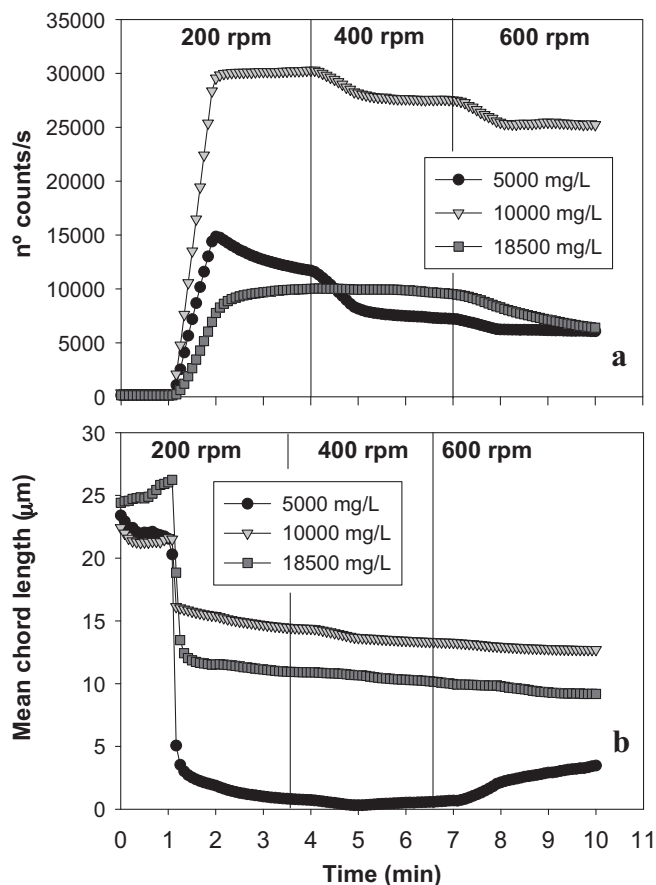 200 rpm 400 rpm 600 rpm
35000
30000
25000
20000
15000
10000
5000
0
nº counts/s
5000 mg/L
10000 mg/L
18500 mg/L
a
200 rpm 400 rpm 600 rpm
30
25
20
15
10
5
0
Mean chord length (μm)
5000 mg/L
10000 mg/L
18500 mg/L
b
0 1 2 3 4 5 6 7 8 9 10 11
Time (min)